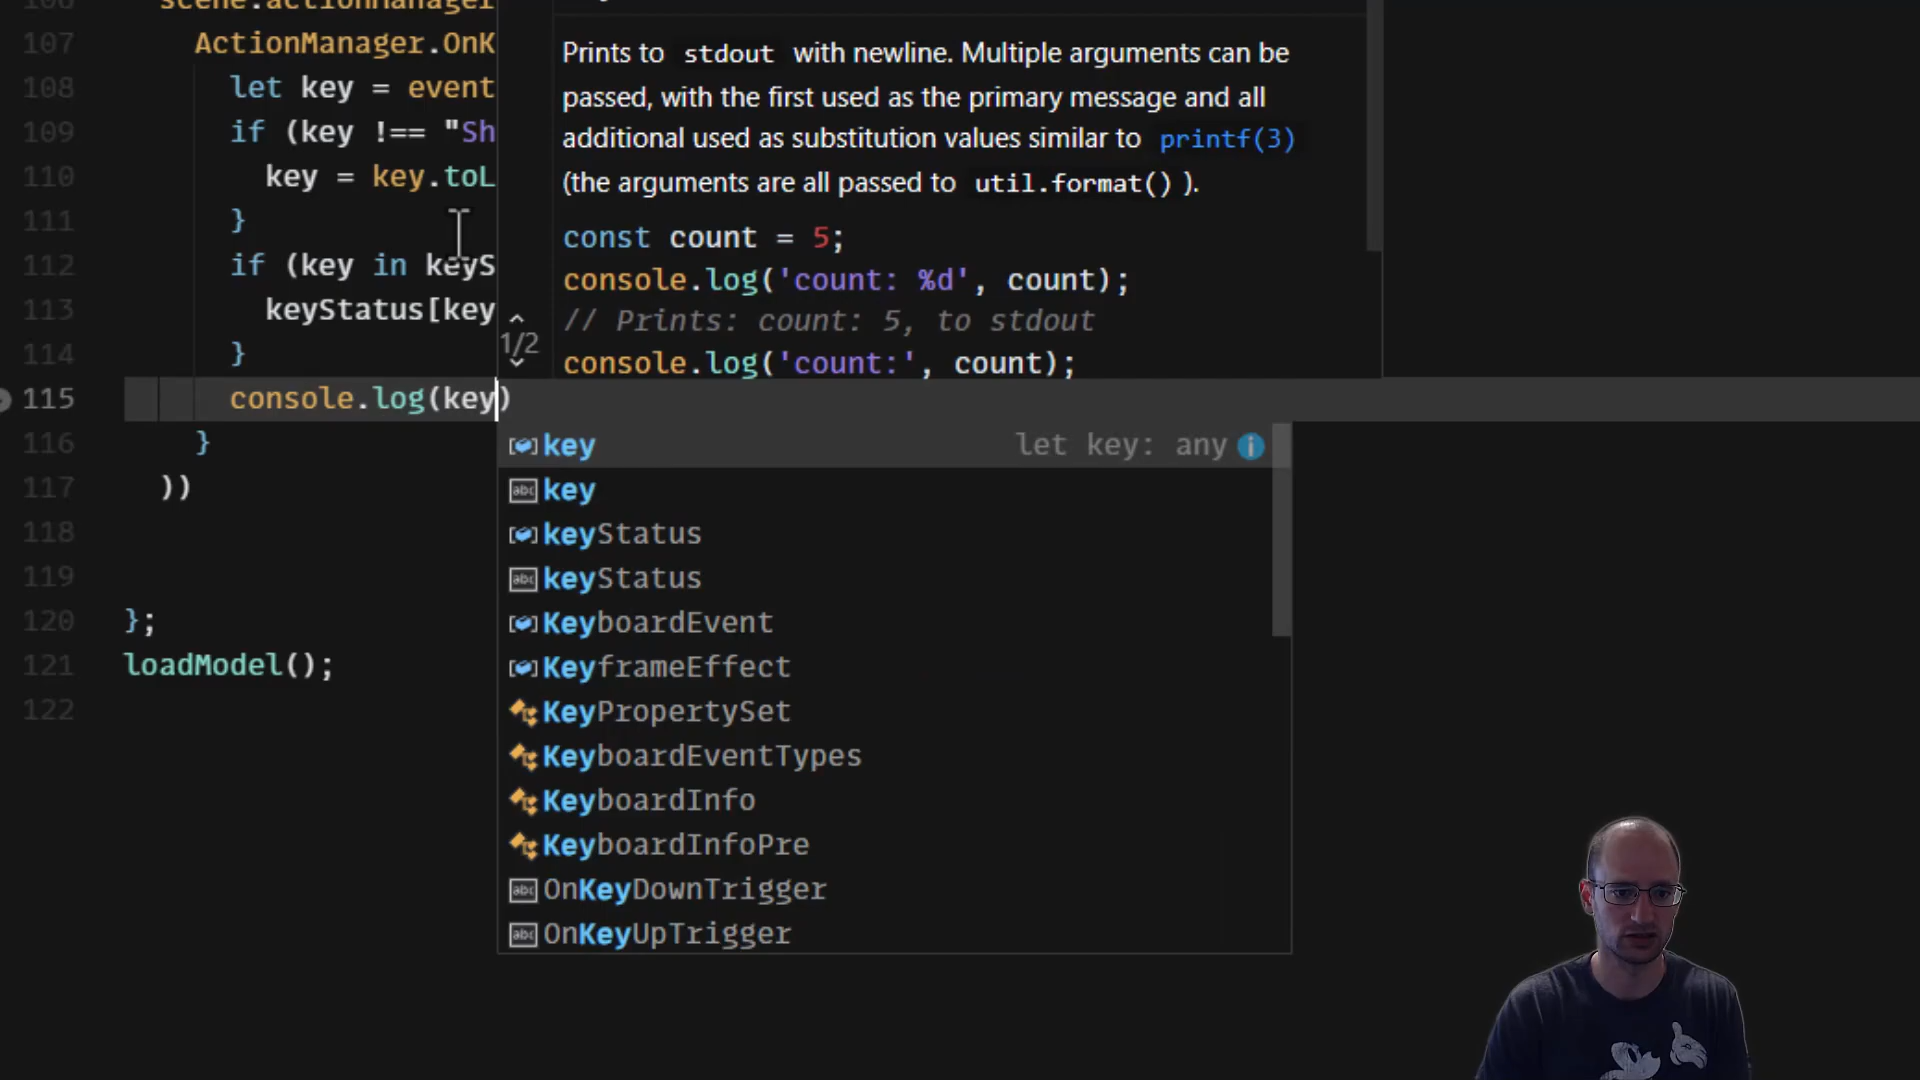 106 scene.actionManager
107 ActionManager.OnK
108 let key = event
109 if (key !== "Sh
110 key = key.toL
111 }
112 if (key in keyS
113 keyStatus[key
114 }
115 console.log(key)
116 }
117 ))
118
119
120 };
121 loadModel();
122
Prints to stdout with newline. Multiple arguments can be
passed, with the first used as the primary message and all
additional used as substitution values similar to printf(3)
(the arguments are all passed to util.format() ).
const count = 5;
console.log('count: %d', count);
// Prints: count: 5, to stdout
console.log('count:', count);
1/2
key let key: any
key
keyStatus
keyStatus
KeyboardEvent
KeyframeEffect
KeyPropertySet
KeyboardEventTypes
KeyboardInfo
KeyboardInfoPre
OnKeyDownTrigger
OnKeyUpTrigger